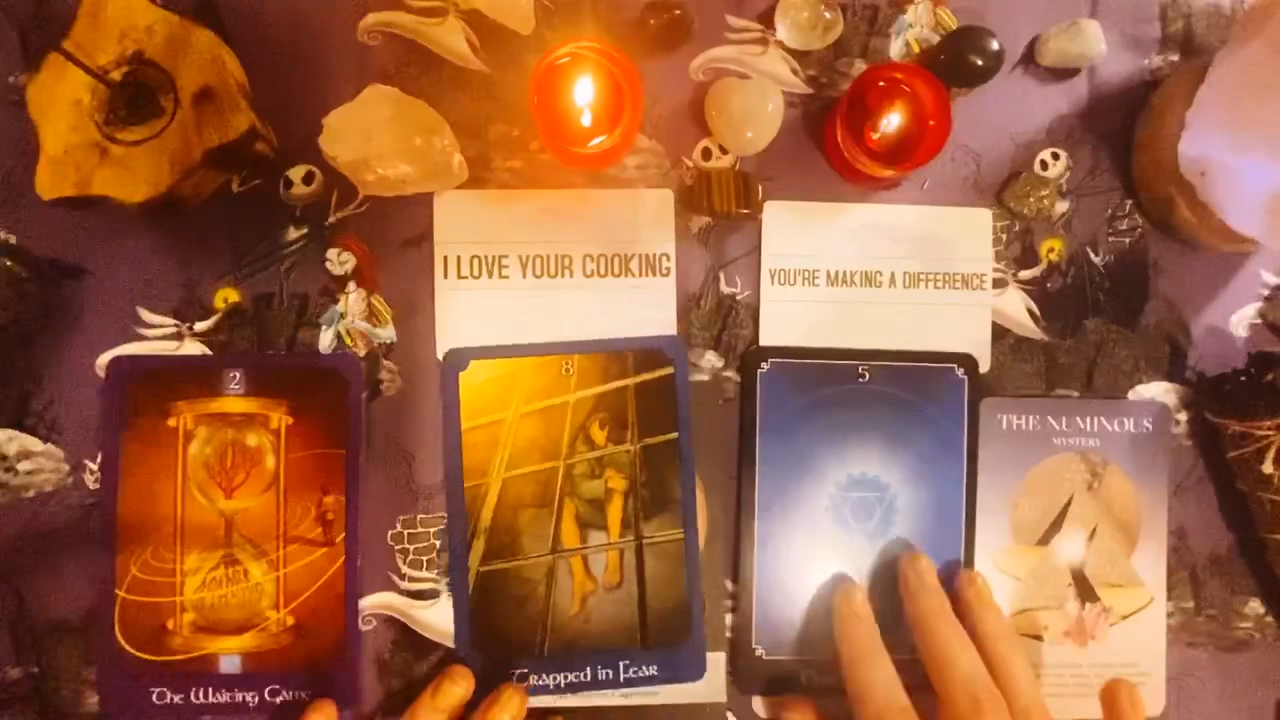 I LOVE YOUR COOKING
YOU'RE MAKING A DIFFERENCE
2
The Waiting Game
8
Trapped in Fear
5
THE NUMINOUS
MYSTERY